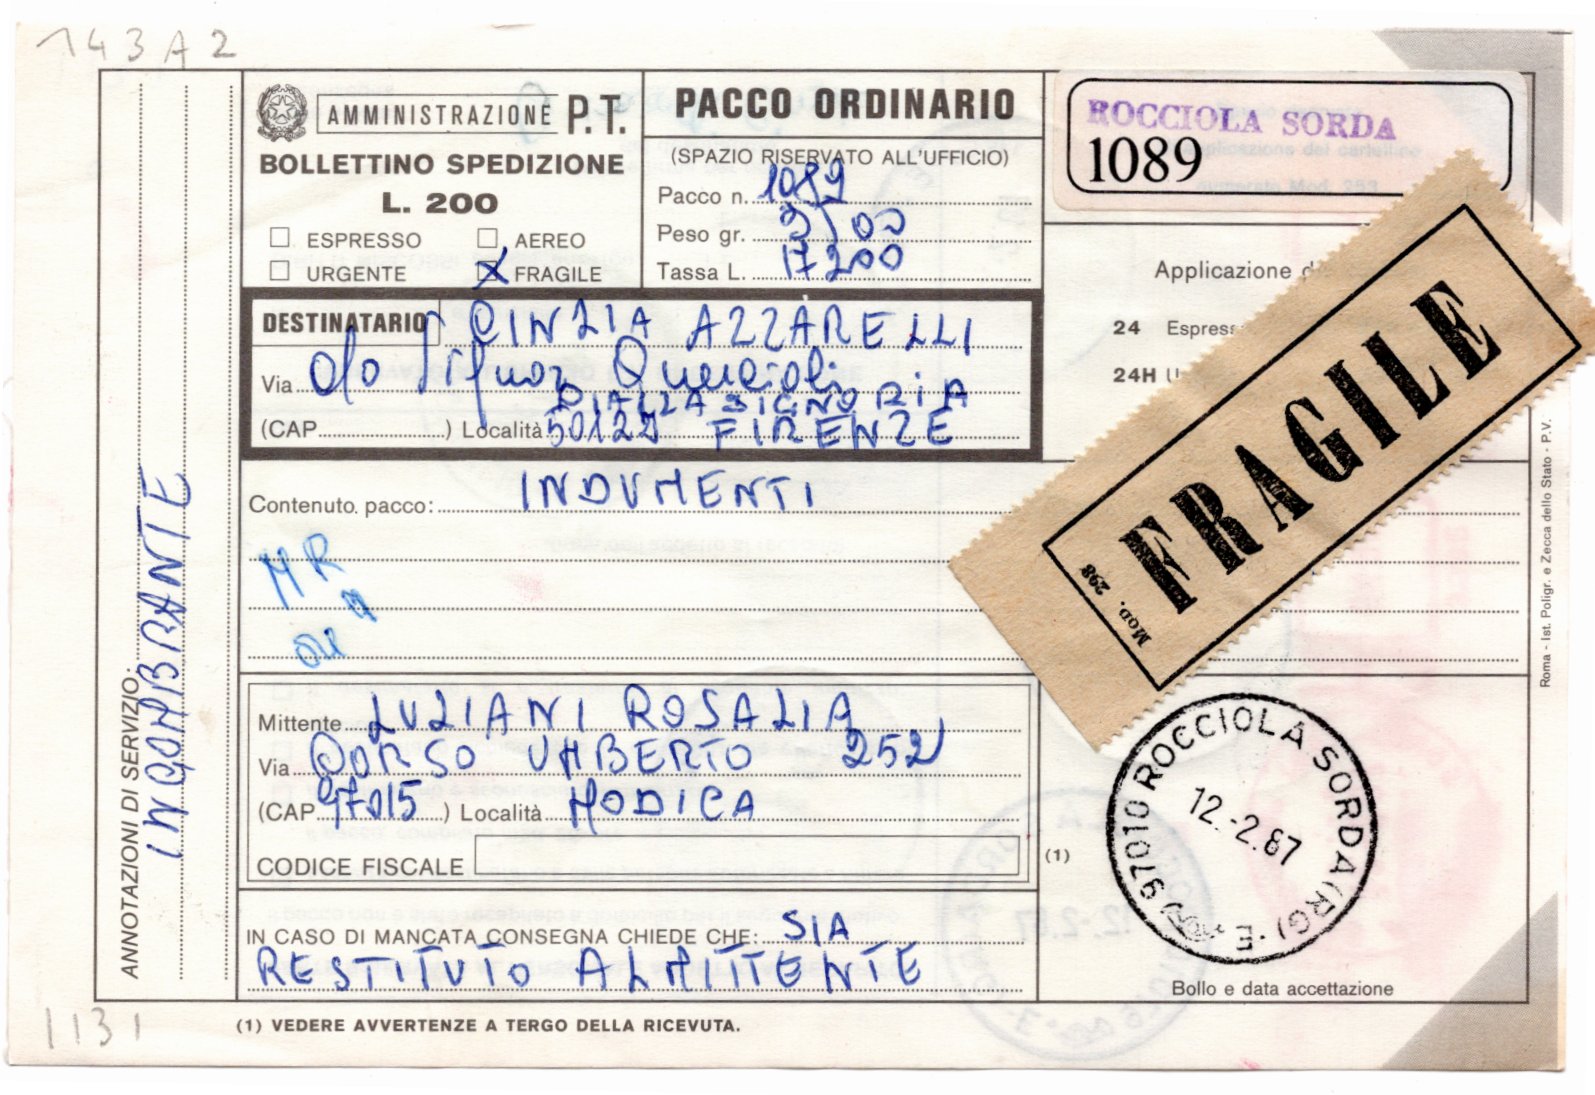 143A2
AMMINISTRAZIONE P.T.
BOLLETTINO SPEDIZIONE
L. 200
ESPRESSO AEREO
URGENTE FRAGILE
PACCO ORDINARIO
(SPAZIO RISERVATO ALL'UFFICIO)
Pacco n. 1089
Peso gr.
Tassa L. 17200
ROCCIOLA SORDA
1089
Applicazione
24 Espress
24H U
FRAGILE
MOD. 298
DESTINATARIO CINZIA AZZARELLI
Via c/o Quercioli
PIAZZA SIGNORIA
(CAP ) Località 50122 FIRENZE
Contenuto pacco: INDUMENTI
MR
ANNOTAZIONI DI SERVIZIO: INGOMBRANTE
Mittente LUZIANI ROSALIA
Via CORSO UMBERTO 252
(CAP 97015 ) Località MODICA
CODICE FISCALE
(1)
97010 ROCCIOLA SORDA (RG) · E ·
12.-2.87
IN CASO DI MANCATA CONSEGNA CHIEDE CHE: SIA
RESTITUTO AL MITTENTE
Bollo e data accettazione
1131
(1) VEDERE AVVERTENZE A TERGO DELLA RICEVUTA.
Roma - Ist. Poligr. e Zecca dello Stato - P.V.